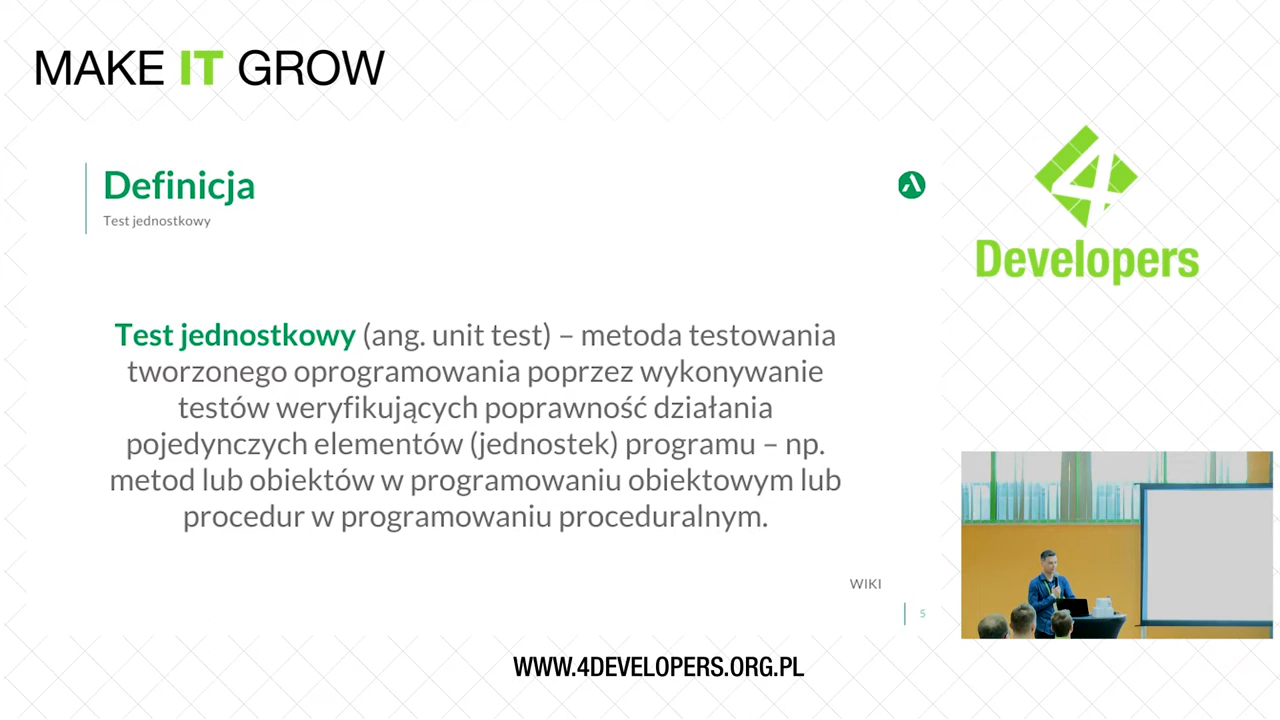 MAKE IT GROW
Definicja
Test jednostkowy
4
Developers
Test jednostkowy (ang. unit test) – metoda testowania
tworzonego oprogramowania poprzez wykonywanie
testów weryfikujących poprawność działania
pojedynczych elementów (jednostek) programu – np.
metod lub obiektów w programowaniu obiektowym lub
procedur w programowaniu proceduralnym.
WIKI
5
WWW.4DEVELOPERS.ORG.PL